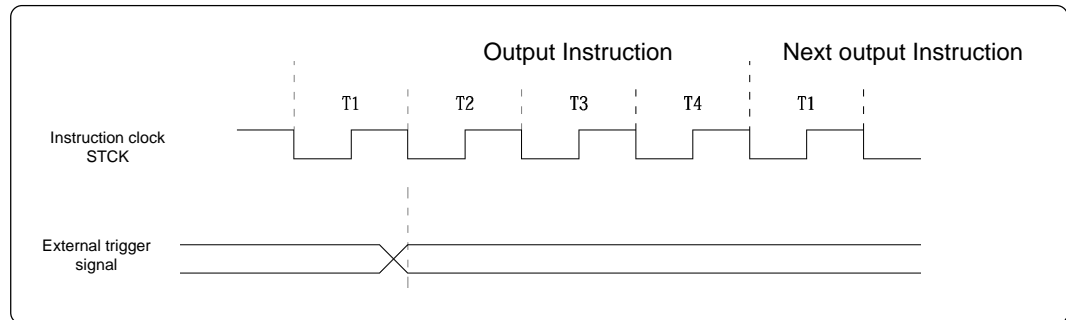 Output Instruction
Next output Instruction
T1
T2
T3
T4
T1
Instruction clock
STCK
External trigger
signal